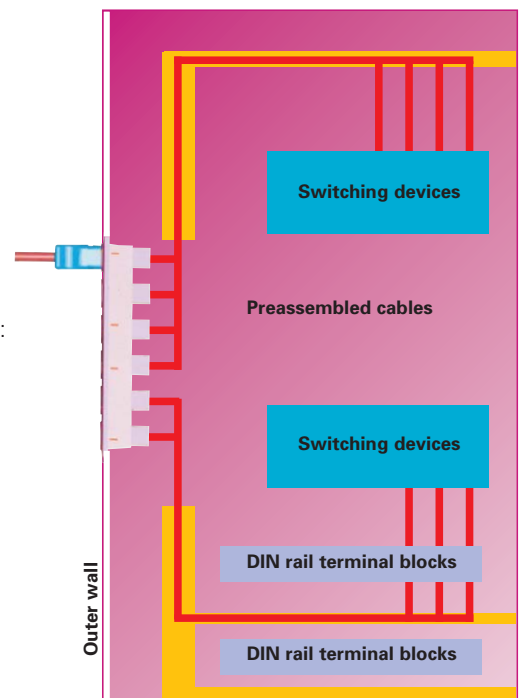 Switching devices
Preassembled cables
:
Switching devices
DIN rail terminal blocks
Outer wall
DIN rail terminal blocks